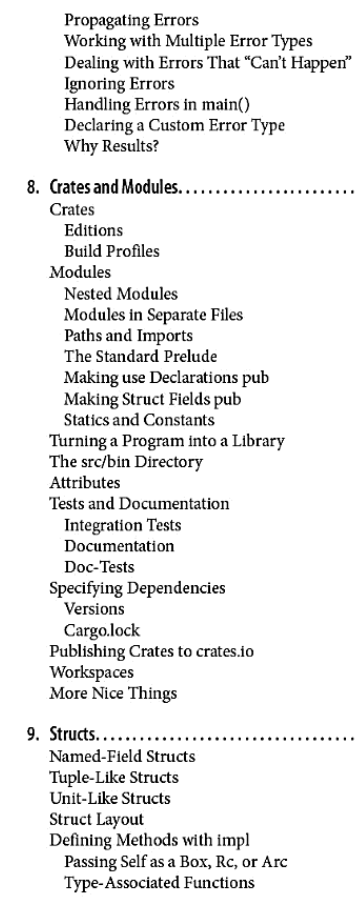 Propagating Errors
Working with Multiple Error Types
Dealing with Errors That “Can’t Happen”
Ignoring Errors
Handling Errors in main()
Declaring a Custom Error Type
Why Results?
8. Crates and Modules. . . . . . . . . . . . . . . . . . . . . . .
Crates
Editions
Build Profiles
Modules
Nested Modules
Modules in Separate Files
Paths and Imports
The Standard Prelude
Making use Declarations pub
Making Struct Fields pub
Statics and Constants
Turning a Program into a Library
The src/bin Directory
Attributes
Tests and Documentation
Integration Tests
Documentation
Doc-Tests
Specifying Dependencies
Versions
Cargo.lock
Publishing Crates to crates.io
Workspaces
More Nice Things
9. Structs. . . . . . . . . . . . . . . . . . . . . . . . . . . . . . . . . .
Named-Field Structs
Tuple-Like Structs
Unit-Like Structs
Struct Layout
Defining Methods with impl
Passing Self as a Box, Rc, or Arc
Type-Associated Functions